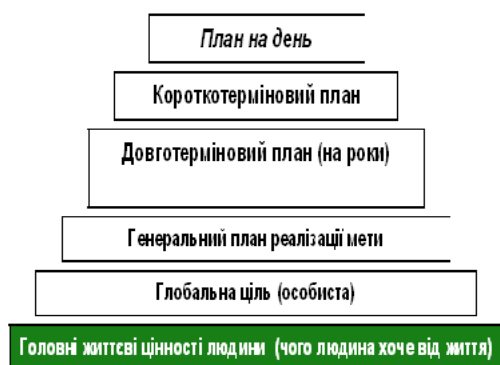 План на день
Короткотерміновий план
Довготерміновий план (на роки)
Генеральний план реалізації мети
Глобальна ціль (особиста)
Головні життєві цінності людини (чого людина хоче від життя)